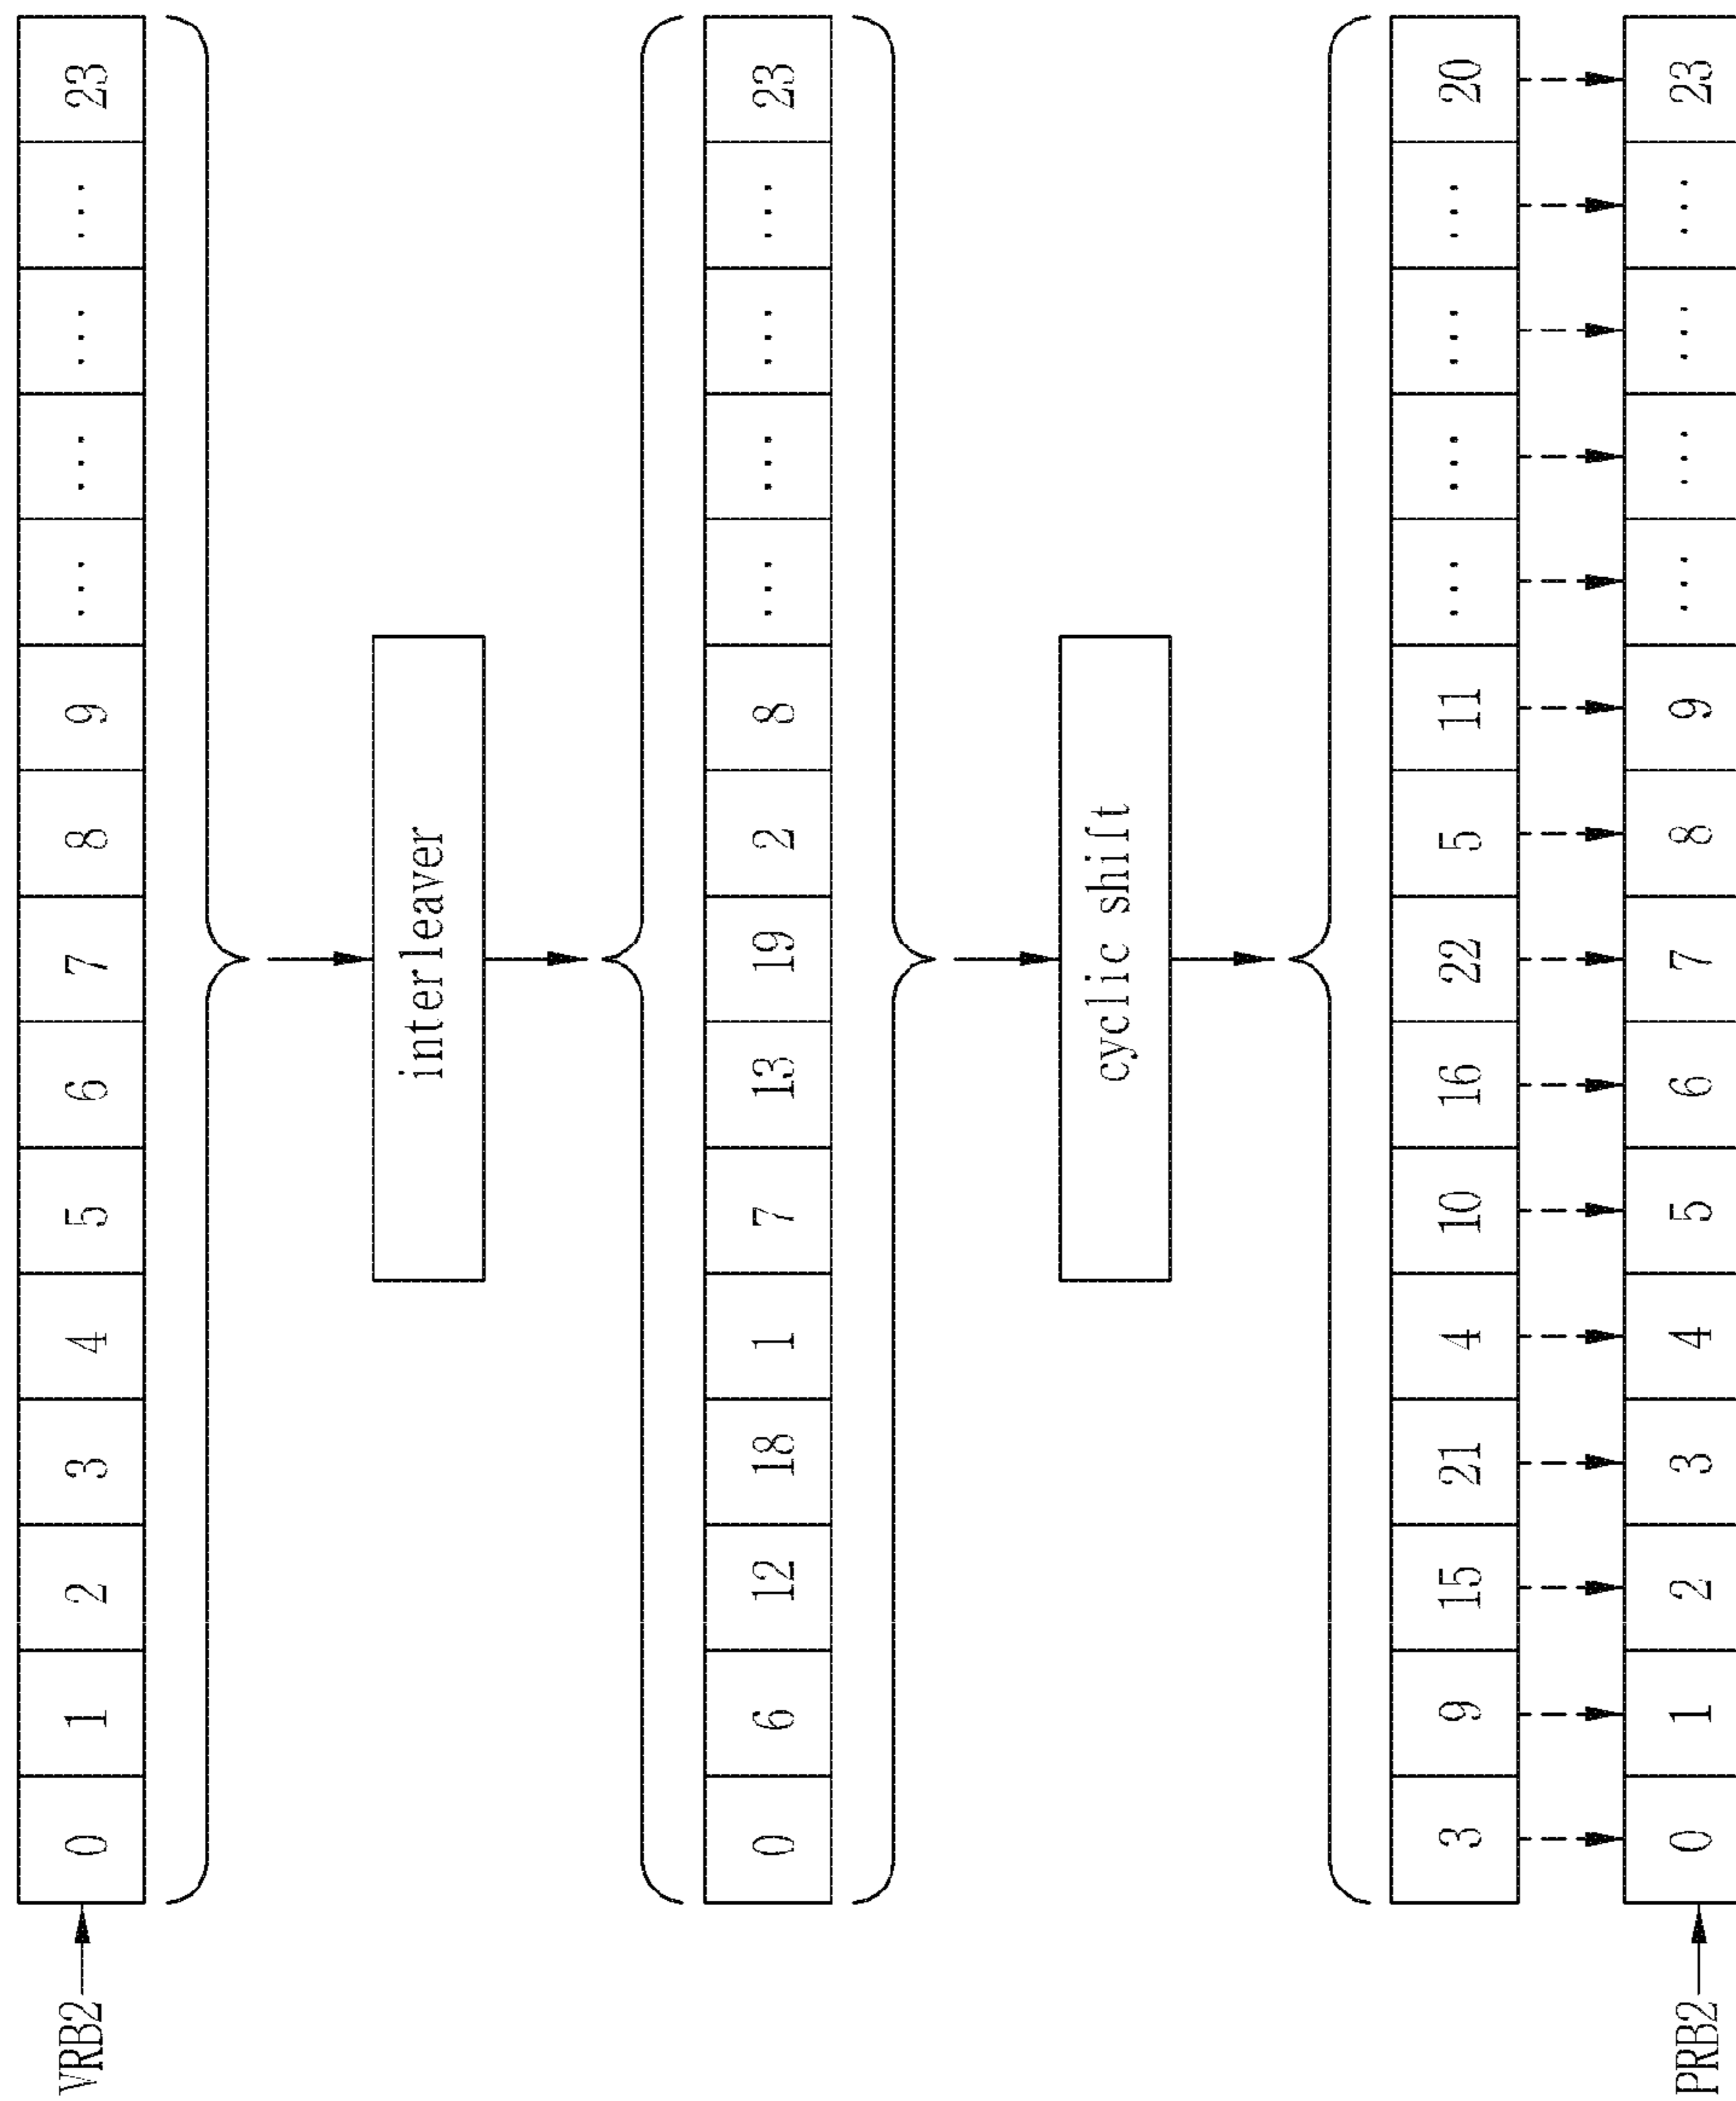 VRB2 0 1 2 3 4 5 6 7 8 9 ... ... ... ... 23
interleaver
0 6 12 18 1 7 13 19 2 8 ... ... ... ... 23
cyclic shift
3 9 15 21 4 10 16 22 5 11 ... ... ... ... 20
PRB2 0 1 2 3 4 5 6 7 8 9 ... ... ... ... 23